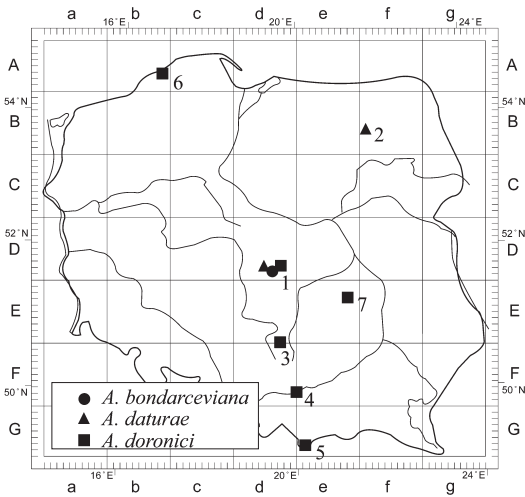 a b c d e f g
16°E 20°E 24°E
A A
6
54°N 54°N
B B
2
C C
52°N 52°N
D D
1
E E
7
3
F F
50°N 50°N
4
A. bondarceviana
A. daturae
G G
A. doronici
5
16°E 20°E 24°E
a b c d e f g